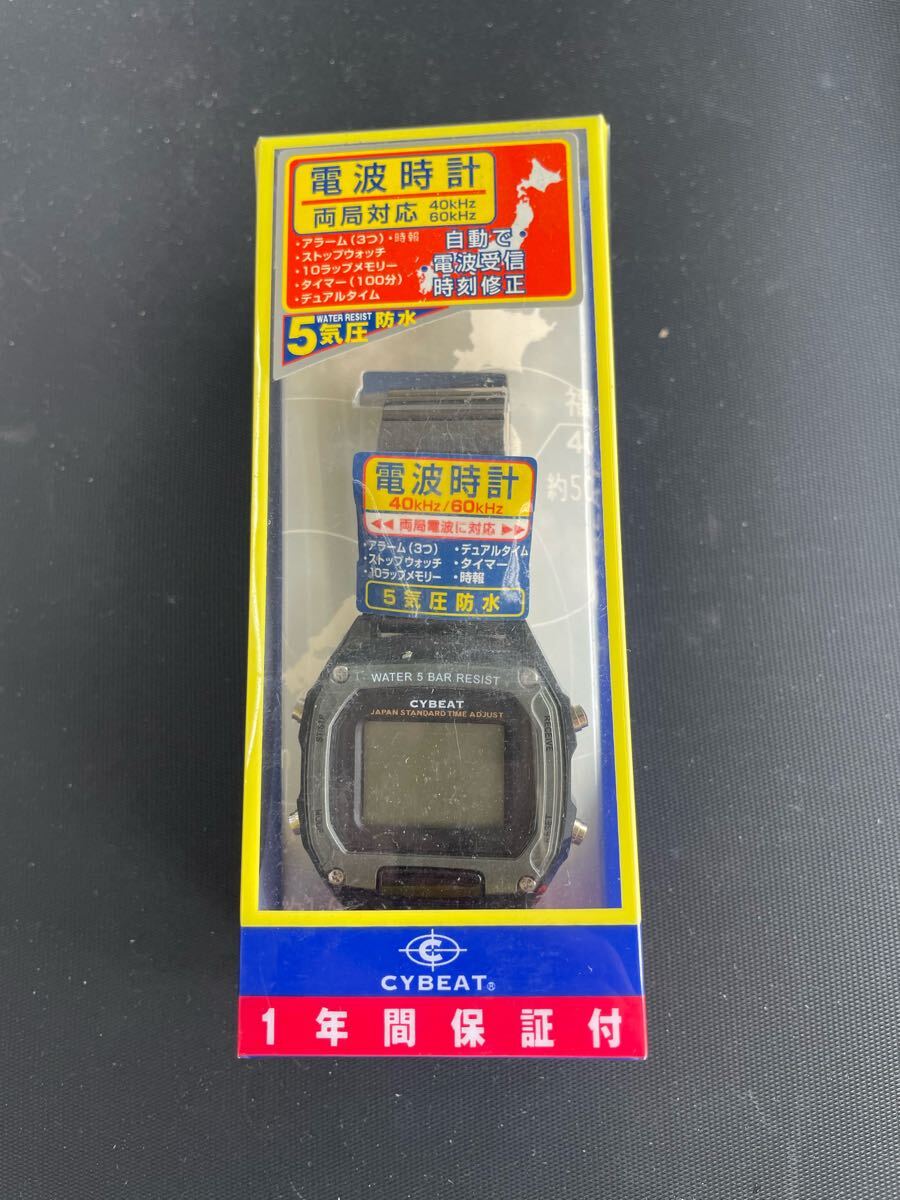 電波時計
両局対応 40kHz 60kHz
・アラーム(3つ)・時報
・ストップウォッチ
・10ラップメモリー
・タイマー(100分)
・デュアルタイム
自動で
電波受信
時刻修正
WATER RESIST
5気圧防水
福
約50
電波時計
40kHz/60kHz
◀◀ 両局電波に対応 ▶▶
・アラーム(3つ) ・デュアルタイム
・ストップウォッチ ・タイマー
・10ラップメモリー ・時報
5気圧防水
WATER 5 BAR RESIST
CYBEAT
JAPAN STANDARD TIME ADJUST
RECEIVE
C
CYBEAT®
1年間保証付